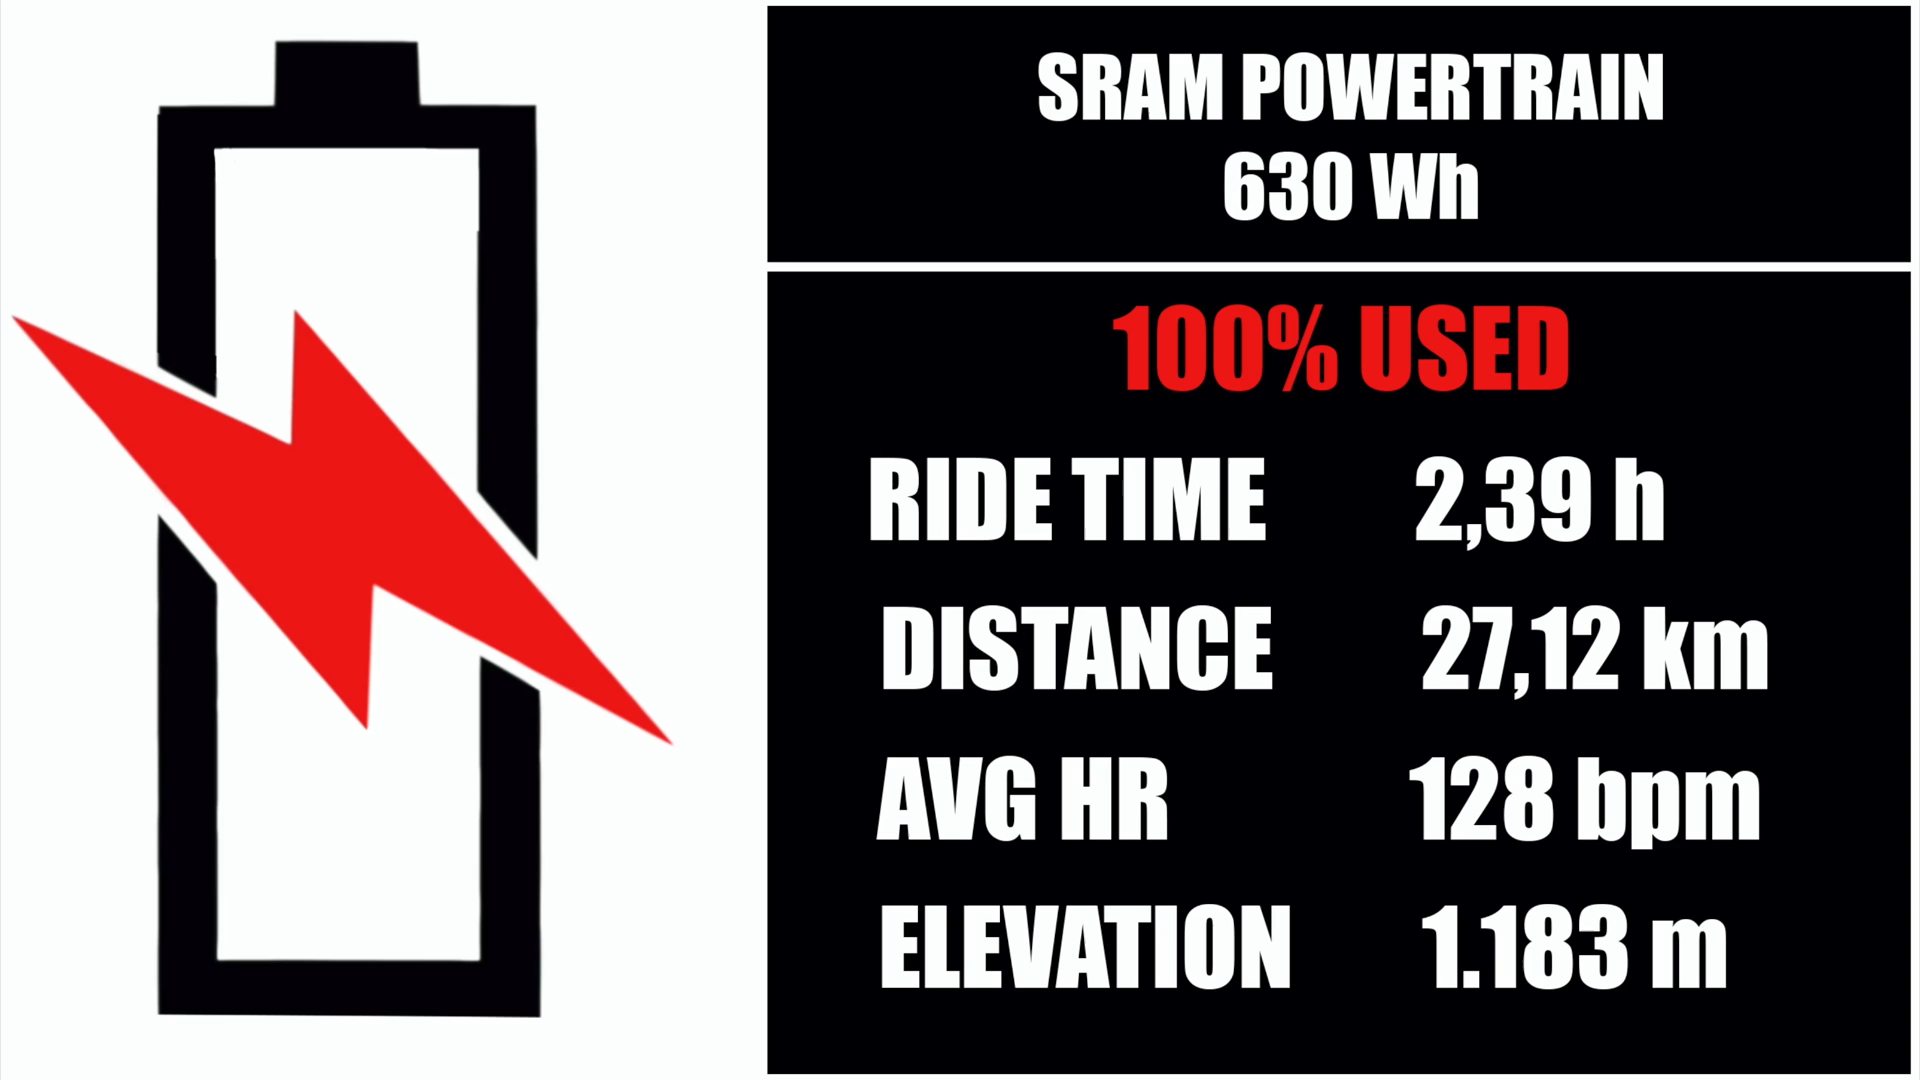 SRAM POWERTRAIN
630 Wh
100% USED
RIDE TIME 2,39 h
DISTANCE 27,12 km
AVG HR 128 bpm
ELEVATION 1.183 m